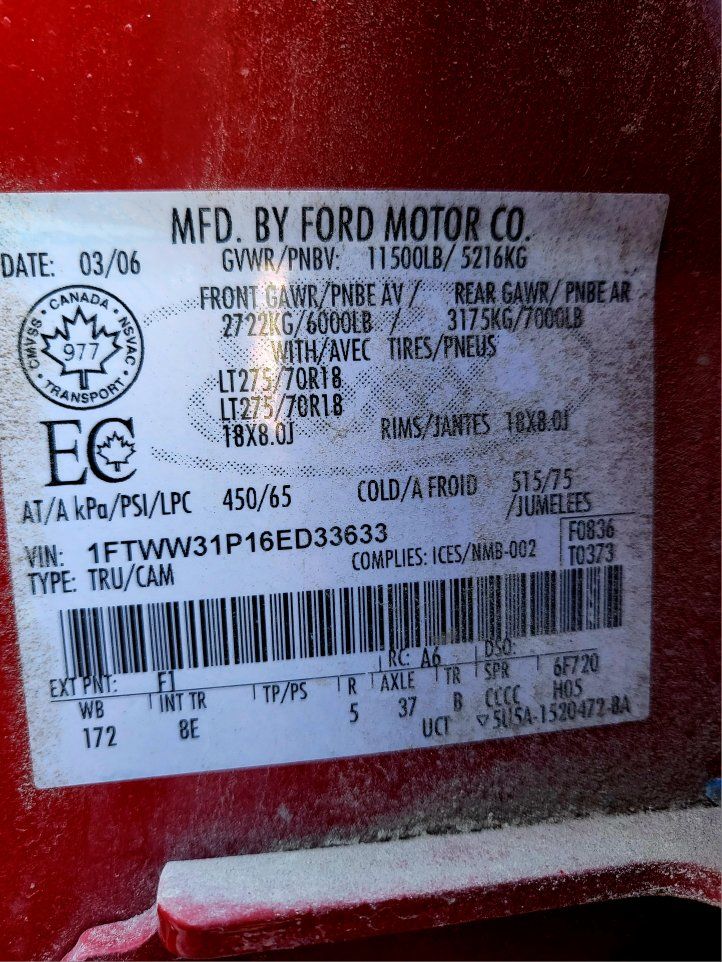 MFD. BY FORD MOTOR CO.
DATE: 03/06 GVWR/PNBV: 11500LB/ 5216KG
FRONT GAWR/PNBE AV / REAR GAWR/ PNBE AR
2722KG/6000LB / 3175KG/7000LB
WITH/AVEC TIRES/PNEUS
CANADA
CMVSS NSVAC
977
TRANSPORT
LT275/70R18
LT275/70R18
18X8.0J RIMS/JANTES 18X8.0J
EC
AT/A kPa/PSI/LPC 450/65 COLD/A FROID 515/75
/JUMELEES
VIN: 1FTWW31P16ED33633 COMPLIES: ICES/NMB-002 F0836
TYPE: TRU/CAM T0373
RC: A6 DSO:
EXT PNT: F1 6F720
WB INT TR TP/PS R AXLE TR SPR H05
172 8E 5 37 B CCCC
UCT 5U5A-1520472-BA